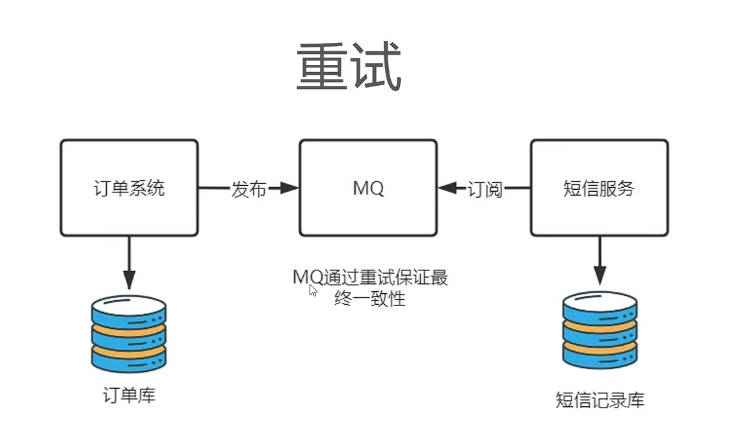 重试
订单系统
发布
MQ
订阅
短信服务
MQ通过重试保证最
终一致性
订单库
短信记录库